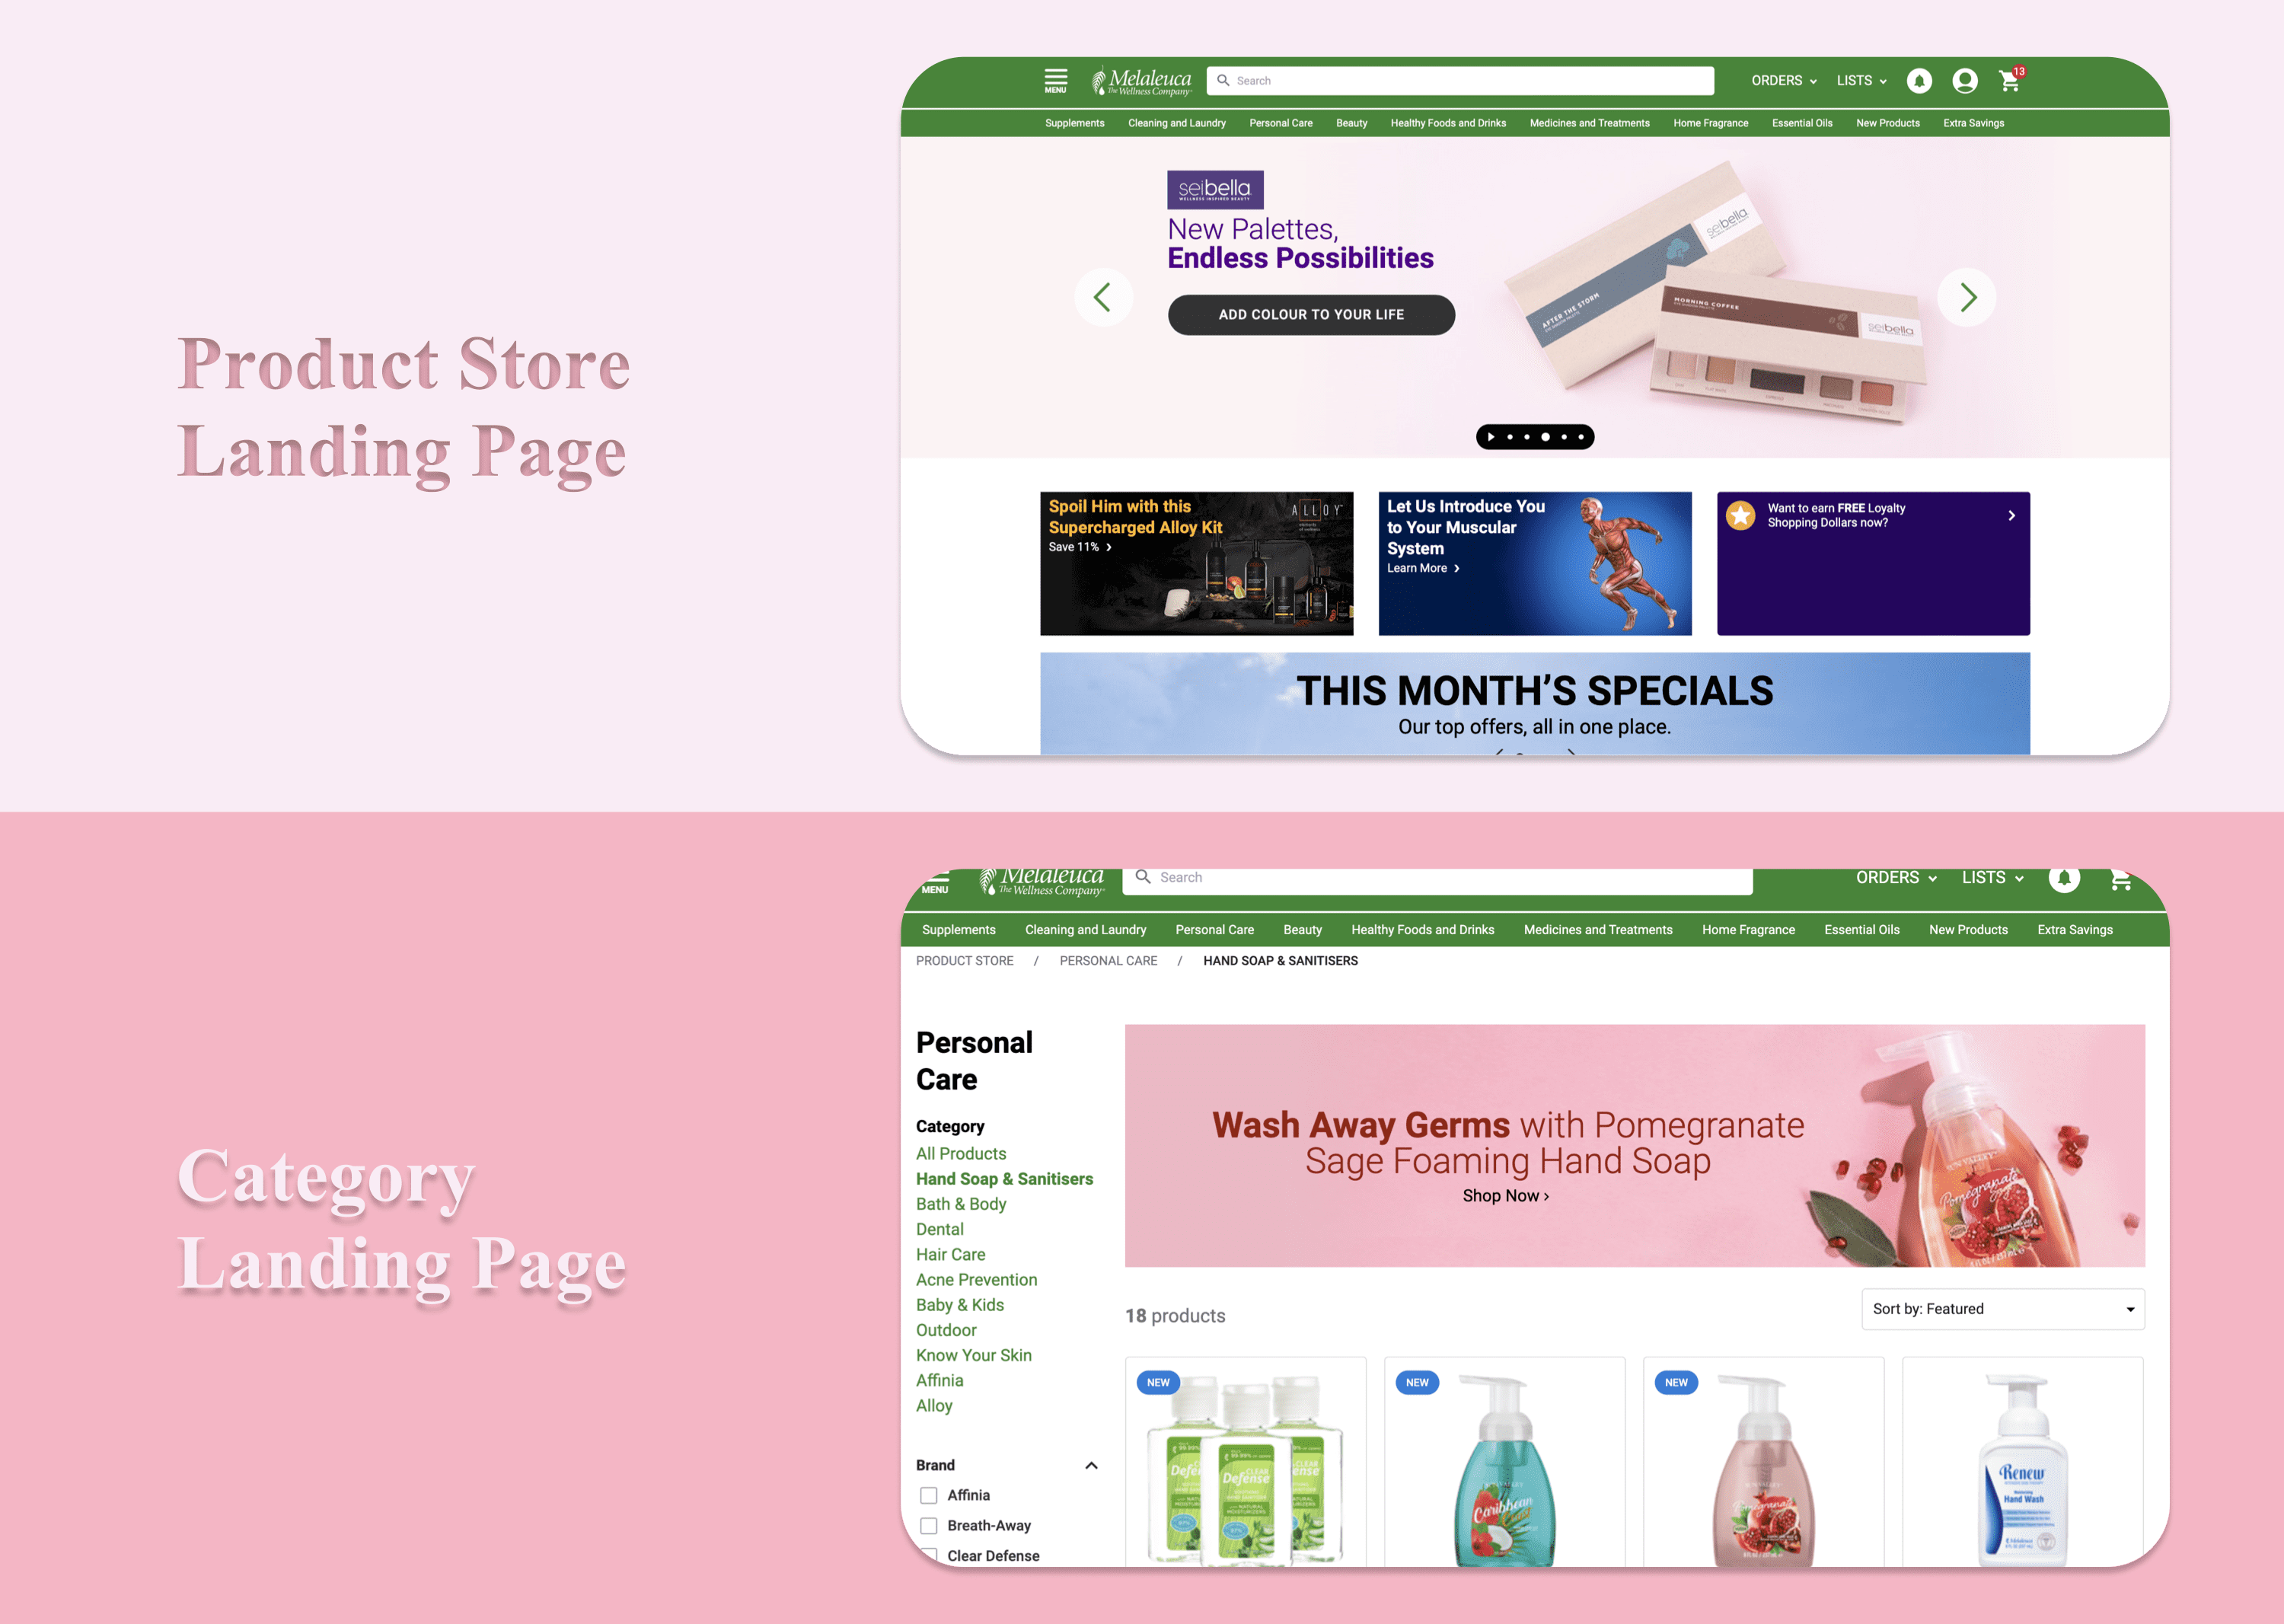 Product Store
Landing Page
MENU
Melaleuca
The Wellness Company
Search
ORDERS
LISTS
13
Supplements
Cleaning and Laundry
Personal Care
Beauty
Healthy Foods and Drinks
Medicines and Treatments
Home Fragrance
Essential Oils
New Products
Extra Savings
seibella
WELLNESS INSPIRED BEAUTY
New Palettes,
Endless Possibilities
ADD COLOUR TO YOUR LIFE
seibella
AFTER THE STORM
MORNING COFFEE
seibella
Spoil Him with this
Supercharged Alloy Kit
Save 11%
ALLOY
Let Us Introduce You
to Your Muscular
System
Learn More
Want to earn FREE Loyalty
Shopping Dollars now?
THIS MONTH’S SPECIALS
Our top offers, all in one place.
Category
Landing Page
MENU
Melaleuca
The Wellness Company
Search
ORDERS
LISTS
Supplements
Cleaning and Laundry
Personal Care
Beauty
Healthy Foods and Drinks
Medicines and Treatments
Home Fragrance
Essential Oils
New Products
Extra Savings
PRODUCT STORE / PERSONAL CARE / HAND SOAP & SANITISERS
Personal
Care
Category
All Products
Hand Soap & Sanitisers
Bath & Body
Dental
Hair Care
Acne Prevention
Baby & Kids
Outdoor
Know Your Skin
Affinia
Alloy
Brand
Affinia
Breath-Away
Clear Defense
Wash Away Germs with Pomegranate
Sage Foaming Hand Soap
Shop Now ›
Pomegranate
Sage
18 products
Sort by: Featured
NEW
CLEAR
Defense
NEW
Caribbean
NEW
Pomegranate
Renew
Hand Wash